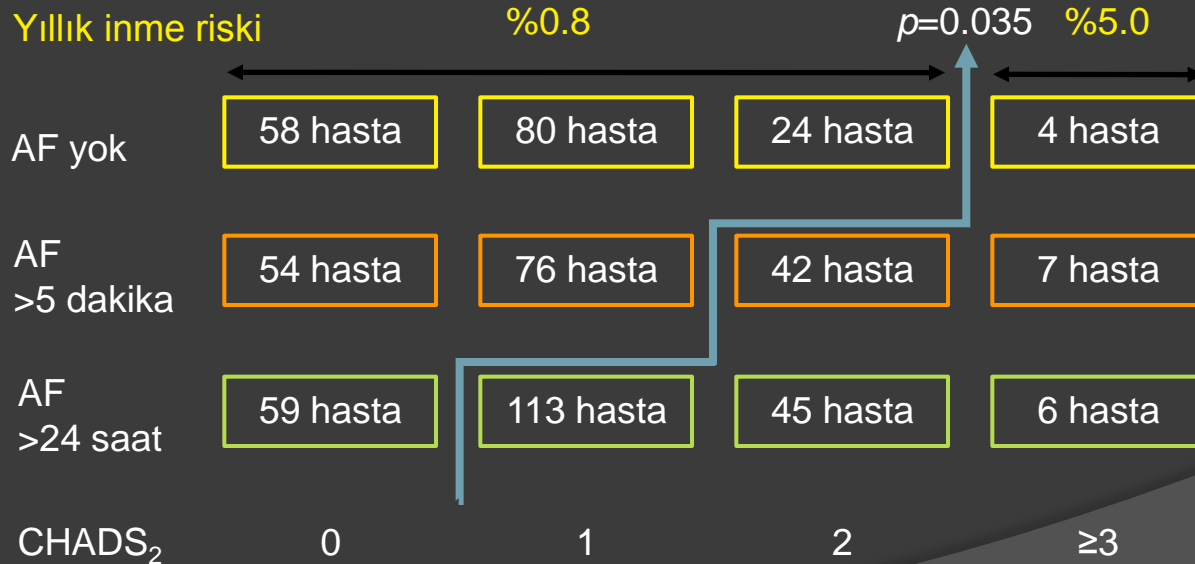 Yıllık inme riski %0.8 p=0.035 %5.0
AF yok 58 hasta 80 hasta 24 hasta 4 hasta
AF
>5 dakika 54 hasta 76 hasta 42 hasta 7 hasta
AF
>24 saat 59 hasta 113 hasta 45 hasta 6 hasta
CHADS₂ 0 1 2 ≥3